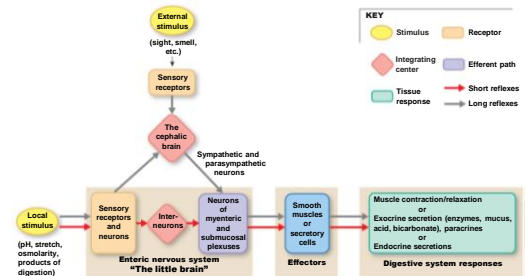 External
stimulus
(sight, smell,
etc.)
Sensory
receptors
The
cephalic
brain
Sympathetic and
parasympathetic
neurons
KEY
Stimulus
Receptor
Integrating
center
Efferent path
Tissue
response
Short reflexes
Long reflexes
Local
stimulus
(pH, stretch,
osmolarity,
products of
digestion)
Sensory
receptors
and
neurons
Inter-
neurons
Neurons
of
myenteric
and
submucosal
plexuses
Enteric nervous system
"The little brain"
Smooth
muscles
or
secretory
cells
Effectors
Muscle contraction/relaxation
or
Exocrine secretion (enzymes, mucus,
acid, bicarbonate), paracrines
or
Endocrine secretions
Digestive system responses